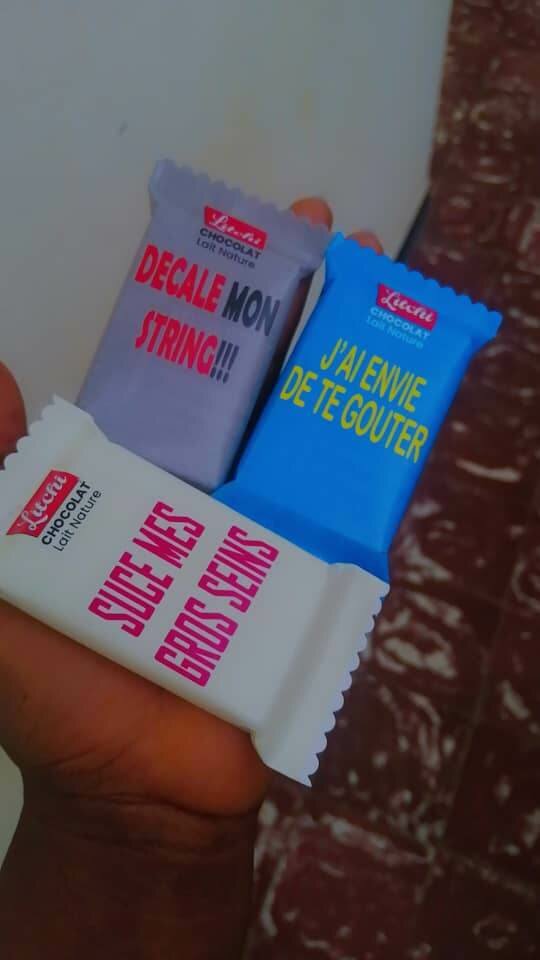 Litchi
CHOCOLAT
Lait Nature
DECALE MON
STRING!!!
Litchi
CHOCOLAT
Lait Nature
J'AI ENVIE
DE TE GOUTER
Litchi
CHOCOLAT
Lait Nature
SUCE MES
GROS SEINS